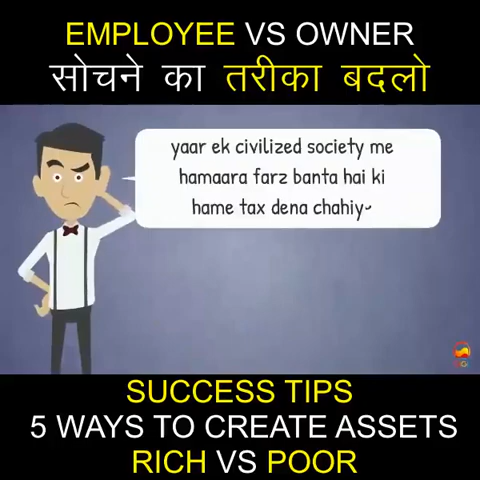 EMPLOYEE VS OWNER
सोचने का तरीका बदलो
yaar ek civilized society me
hamaara farz banta hai ki
hame tax dena chahiy
SUCCESS TIPS
5 WAYS TO CREATE ASSETS
RICH VS POOR